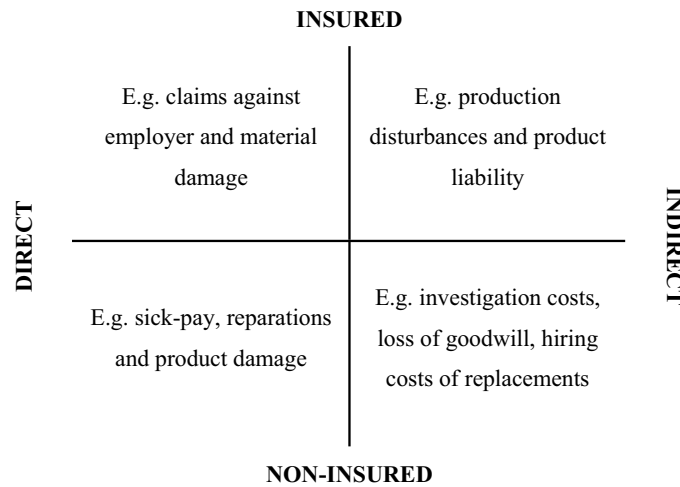 INSURED
E.g. claims against
employer and material
damage
E.g. production
disturbances and product
liability
DIRECT
INDIRECT
E.g. sick-pay, reparations
and product damage
E.g. investigation costs,
loss of goodwill, hiring
costs of replacements
NON-INSURED